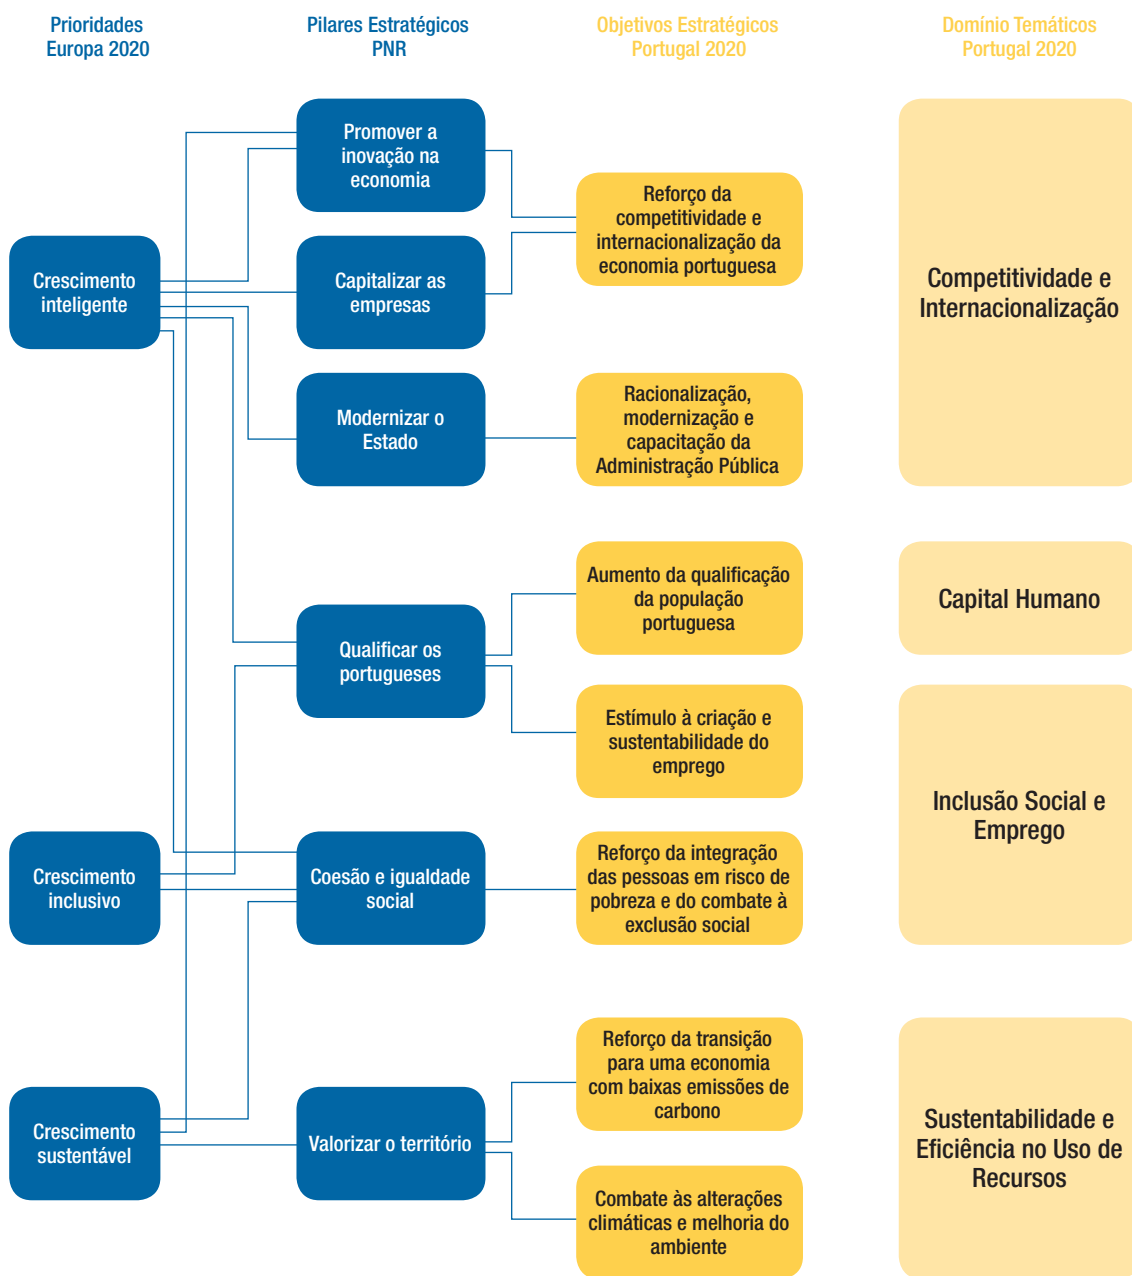 Prioridades
Europa 2020
Pilares Estratégicos
PNR
Objetivos Estratégicos
Portugal 2020
Domínio Temáticos
Portugal 2020
Crescimento
inteligente
Crescimento
inclusivo
Crescimento
sustentável
Promover a
inovação na
economia
Capitalizar as
empresas
Modernizar o
Estado
Qualificar os
portugueses
Coesão e igualdade
social
Valorizar o território
Reforço da
competitividade e
internacionalização da
economia portuguesa
Racionalização,
modernização e
capacitação da
Administração Pública
Aumento da qualificação
da população
portuguesa
Estímulo à criação e
sustentabilidade do
emprego
Reforço da integração
das pessoas em risco de
pobreza e do combate à
exclusão social
Reforço da transição
para uma economia
com baixas emissões de
carbono
Combate às alterações
climáticas e melhoria do
ambiente
Competitividade e
Internacionalização
Capital Humano
Inclusão Social e
Emprego
Sustentabilidade e
Eficiência no Uso de
Recursos